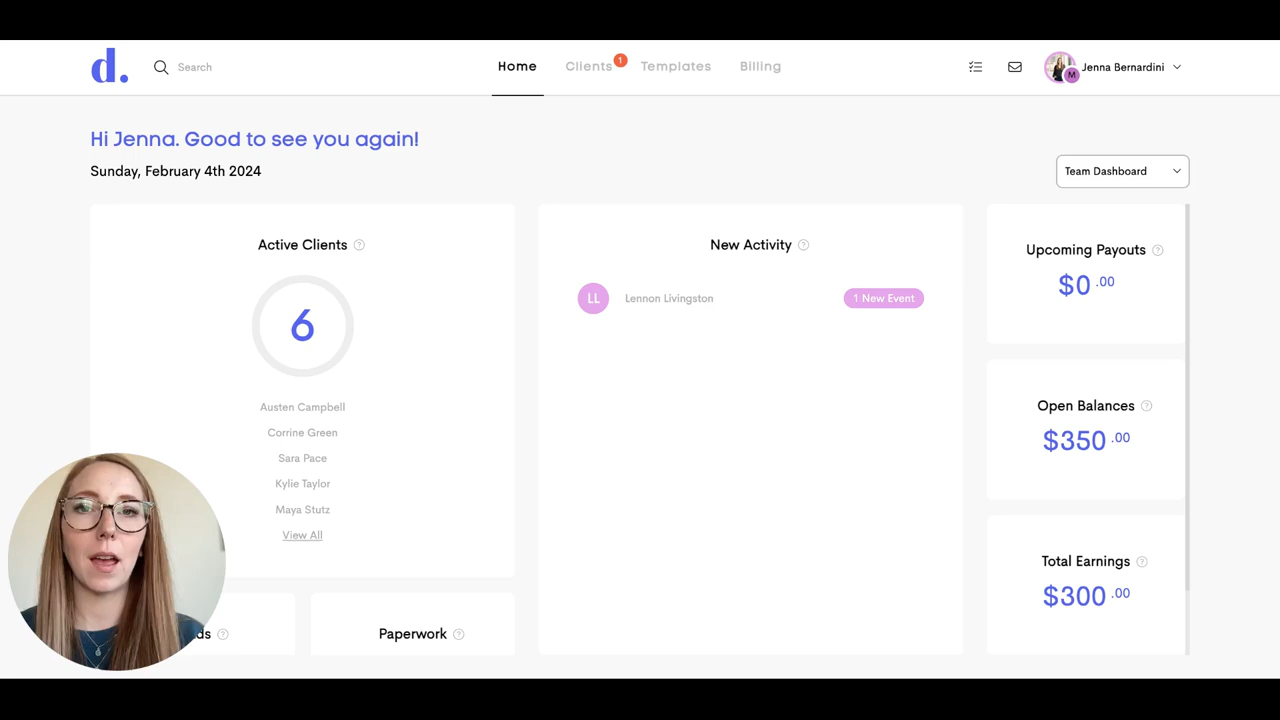 d.
Search
Home
Clients
1
Templates
Billing
M
Jenna Bernardini
Hi Jenna. Good to see you again!
Sunday, February 4th 2024
Team Dashboard
Active Clients ?
6
Austen Campbell
Corrine Green
Sara Pace
Kylie Taylor
Maya Stutz
View All
New Activity ?
LL Lennon Livingston 1 New Event
Upcoming Payouts ?
$0 .00
Open Balances ?
$350 .00
Total Earnings ?
$300 .00
ds ?
Paperwork ?